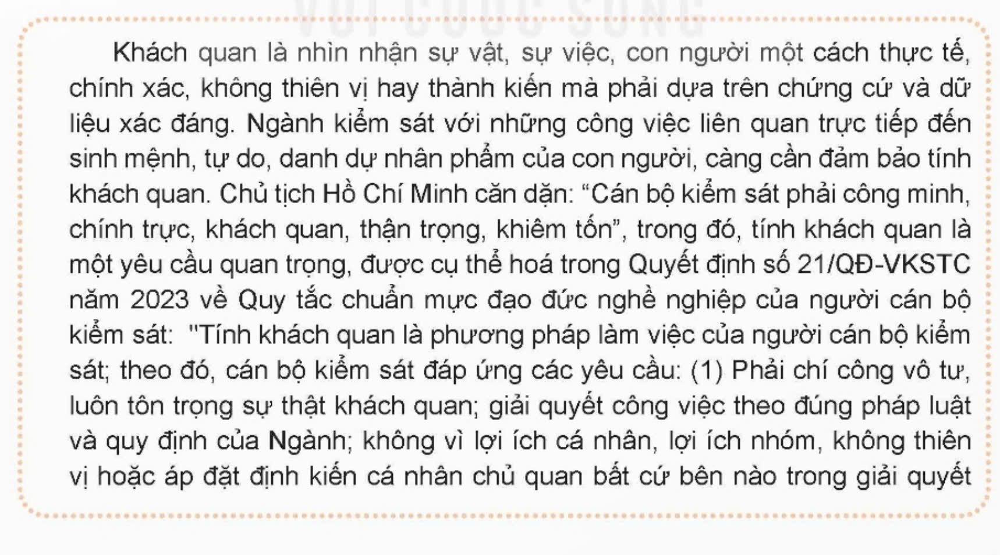 VỚI CUỘC SỐNG
Khách quan là nhìn nhận sự vật, sự việc, con người một cách thực tế,
chính xác, không thiên vị hay thành kiến mà phải dựa trên chứng cứ và dữ
liệu xác đáng. Ngành kiểm sát với những công việc liên quan trực tiếp đến
sinh mệnh, tự do, danh dự nhân phẩm của con người, càng cần đảm bảo tính
khách quan. Chủ tịch Hồ Chí Minh căn dặn: “Cán bộ kiểm sát phải công minh,
chính trực, khách quan, thận trọng, khiêm tốn”, trong đó, tính khách quan là
một yêu cầu quan trọng, được cụ thể hoá trong Quyết định số 21/QĐ-VKSTC
năm 2023 về Quy tắc chuẩn mực đạo đức nghề nghiệp của người cán bộ
kiểm sát: "Tính khách quan là phương pháp làm việc của người cán bộ kiểm
sát; theo đó, cán bộ kiểm sát đáp ứng các yêu cầu: (1) Phải chí công vô tư,
luôn tôn trọng sự thật khách quan; giải quyết công việc theo đúng pháp luật
và quy định của Ngành; không vì lợi ích cá nhân, lợi ích nhóm, không thiên
vị hoặc áp đặt định kiến cá nhân chủ quan bất cứ bên nào trong giải quyết